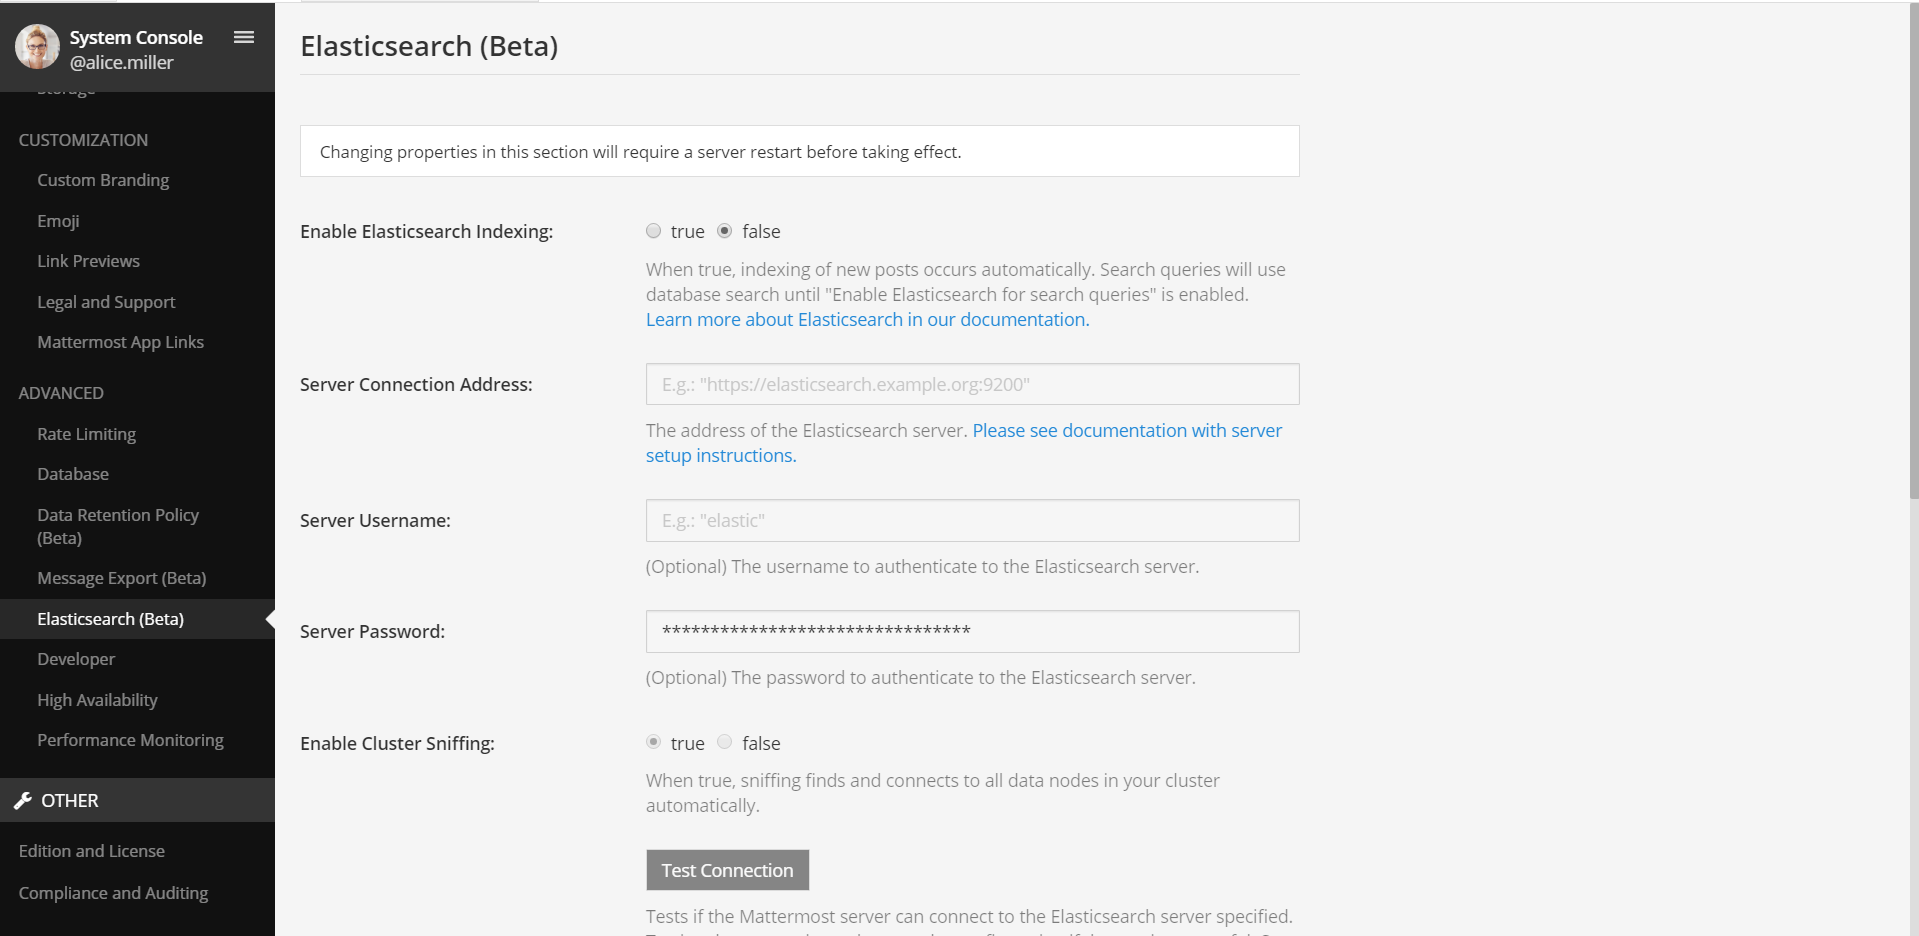 System Console
@alice.miller
Storage
CUSTOMIZATION
Custom Branding
Emoji
Link Previews
Legal and Support
Mattermost App Links
ADVANCED
Rate Limiting
Database
Data Retention Policy
(Beta)
Message Export (Beta)
Elasticsearch (Beta)
Developer
High Availability
Performance Monitoring
OTHER
Edition and License
Compliance and Auditing
Elasticsearch (Beta)
Changing properties in this section will require a server restart before taking effect.
Enable Elasticsearch Indexing:
true false
When true, indexing of new posts occurs automatically. Search queries will use
database search until "Enable Elasticsearch for search queries" is enabled.
Learn more about Elasticsearch in our documentation.
Server Connection Address:
E.g.: "https://elasticsearch.example.org:9200"
The address of the Elasticsearch server. Please see documentation with server
setup instructions.
Server Username:
E.g.: "elastic"
(Optional) The username to authenticate to the Elasticsearch server.
Server Password:
********************************
(Optional) The password to authenticate to the Elasticsearch server.
Enable Cluster Sniffing:
true false
When true, sniffing finds and connects to all data nodes in your cluster
automatically.
Test Connection
Tests if the Mattermost server can connect to the Elasticsearch server specified.